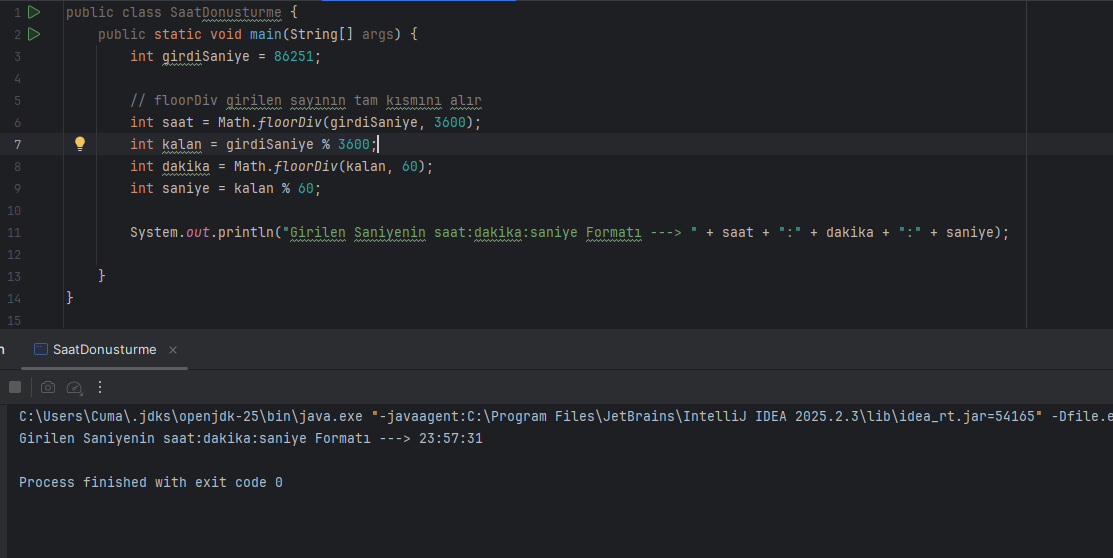 1 public class SaatDonusturme {
2 public static void main(String[] args) {
3 int girdiSaniye = 86251;
4
5 // floorDiv girilen sayının tam kısmını alır
6 int saat = Math.floorDiv(girdiSaniye, 3600);
7 int kalan = girdiSaniye % 3600;
8 int dakika = Math.floorDiv(kalan, 60);
9 int saniye = kalan % 60;
10
11 System.out.println("Girilen Saniyenin saat:dakika:saniye Formatı ---> " + saat + ":" + dakika + ":" + saniye);
12
13 }
14 }
15
n SaatDonusturme ×
C:\Users\Cuma\.jdks\openjdk-25\bin\java.exe "-javaagent:C:\Program Files\JetBrains\IntelliJ IDEA 2025.2.3\lib\idea_rt.jar=54165" -Dfile.e
Girilen Saniyenin saat:dakika:saniye Formatı ---> 23:57:31
Process finished with exit code 0